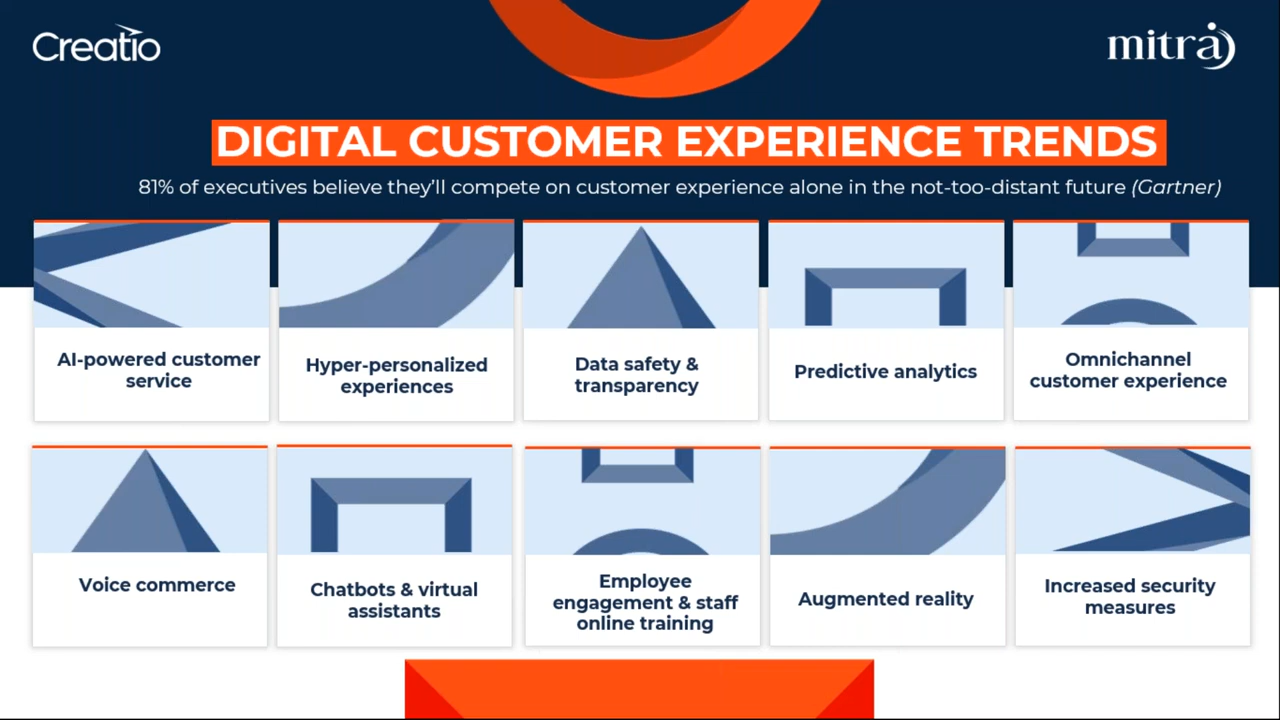 Creatio
mitra
DIGITAL CUSTOMER EXPERIENCE TRENDS
81% of executives believe they'll compete on customer experience alone in the not-too-distant future (Gartner)
AI-powered customer
service
Hyper-personalized
experiences
Data safety &
transparency
Predictive analytics
Omnichannel
customer experience
Voice commerce
Chatbots & virtual
assistants
Employee
engagement & staff
online training
Augmented reality
Increased security
measures